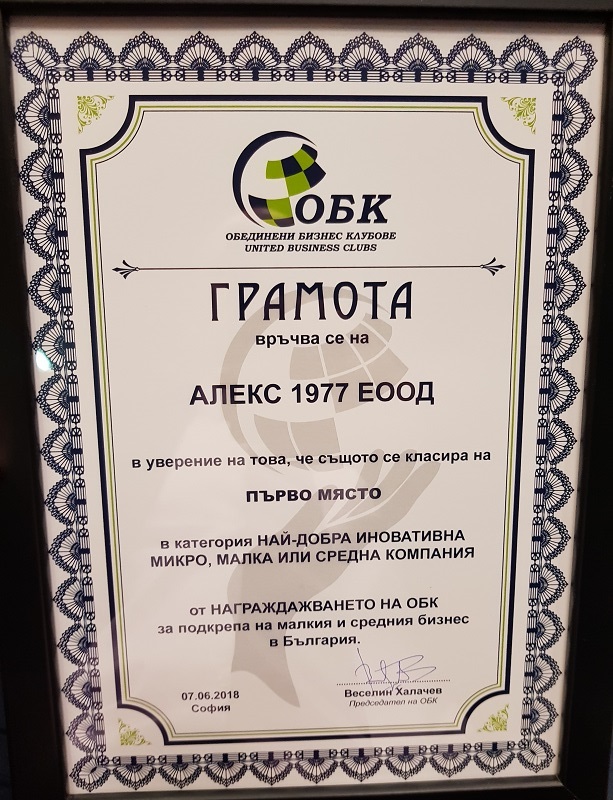 ОБК
ОБЕДИНЕНИ БИЗНЕС КЛУБОВЕ
UNITED BUSINESS CLUBS
ГРАМОТА
връчва се на
АЛЕКС 1977 ЕООД
в уверение на това, че същото се класира на
ПЪРВО МЯСТО
в категория НАЙ-ДОБРА ИНОВАТИВНА
МИКРО, МАЛКА ИЛИ СРЕДНА КОМПАНИЯ
от НАГРАЖДАЖВАНЕТО НА ОБК
за подкрепа на малкия и средния бизнес
в България.
07.06.2018
София
Веселин Халачев
Председател на ОБК